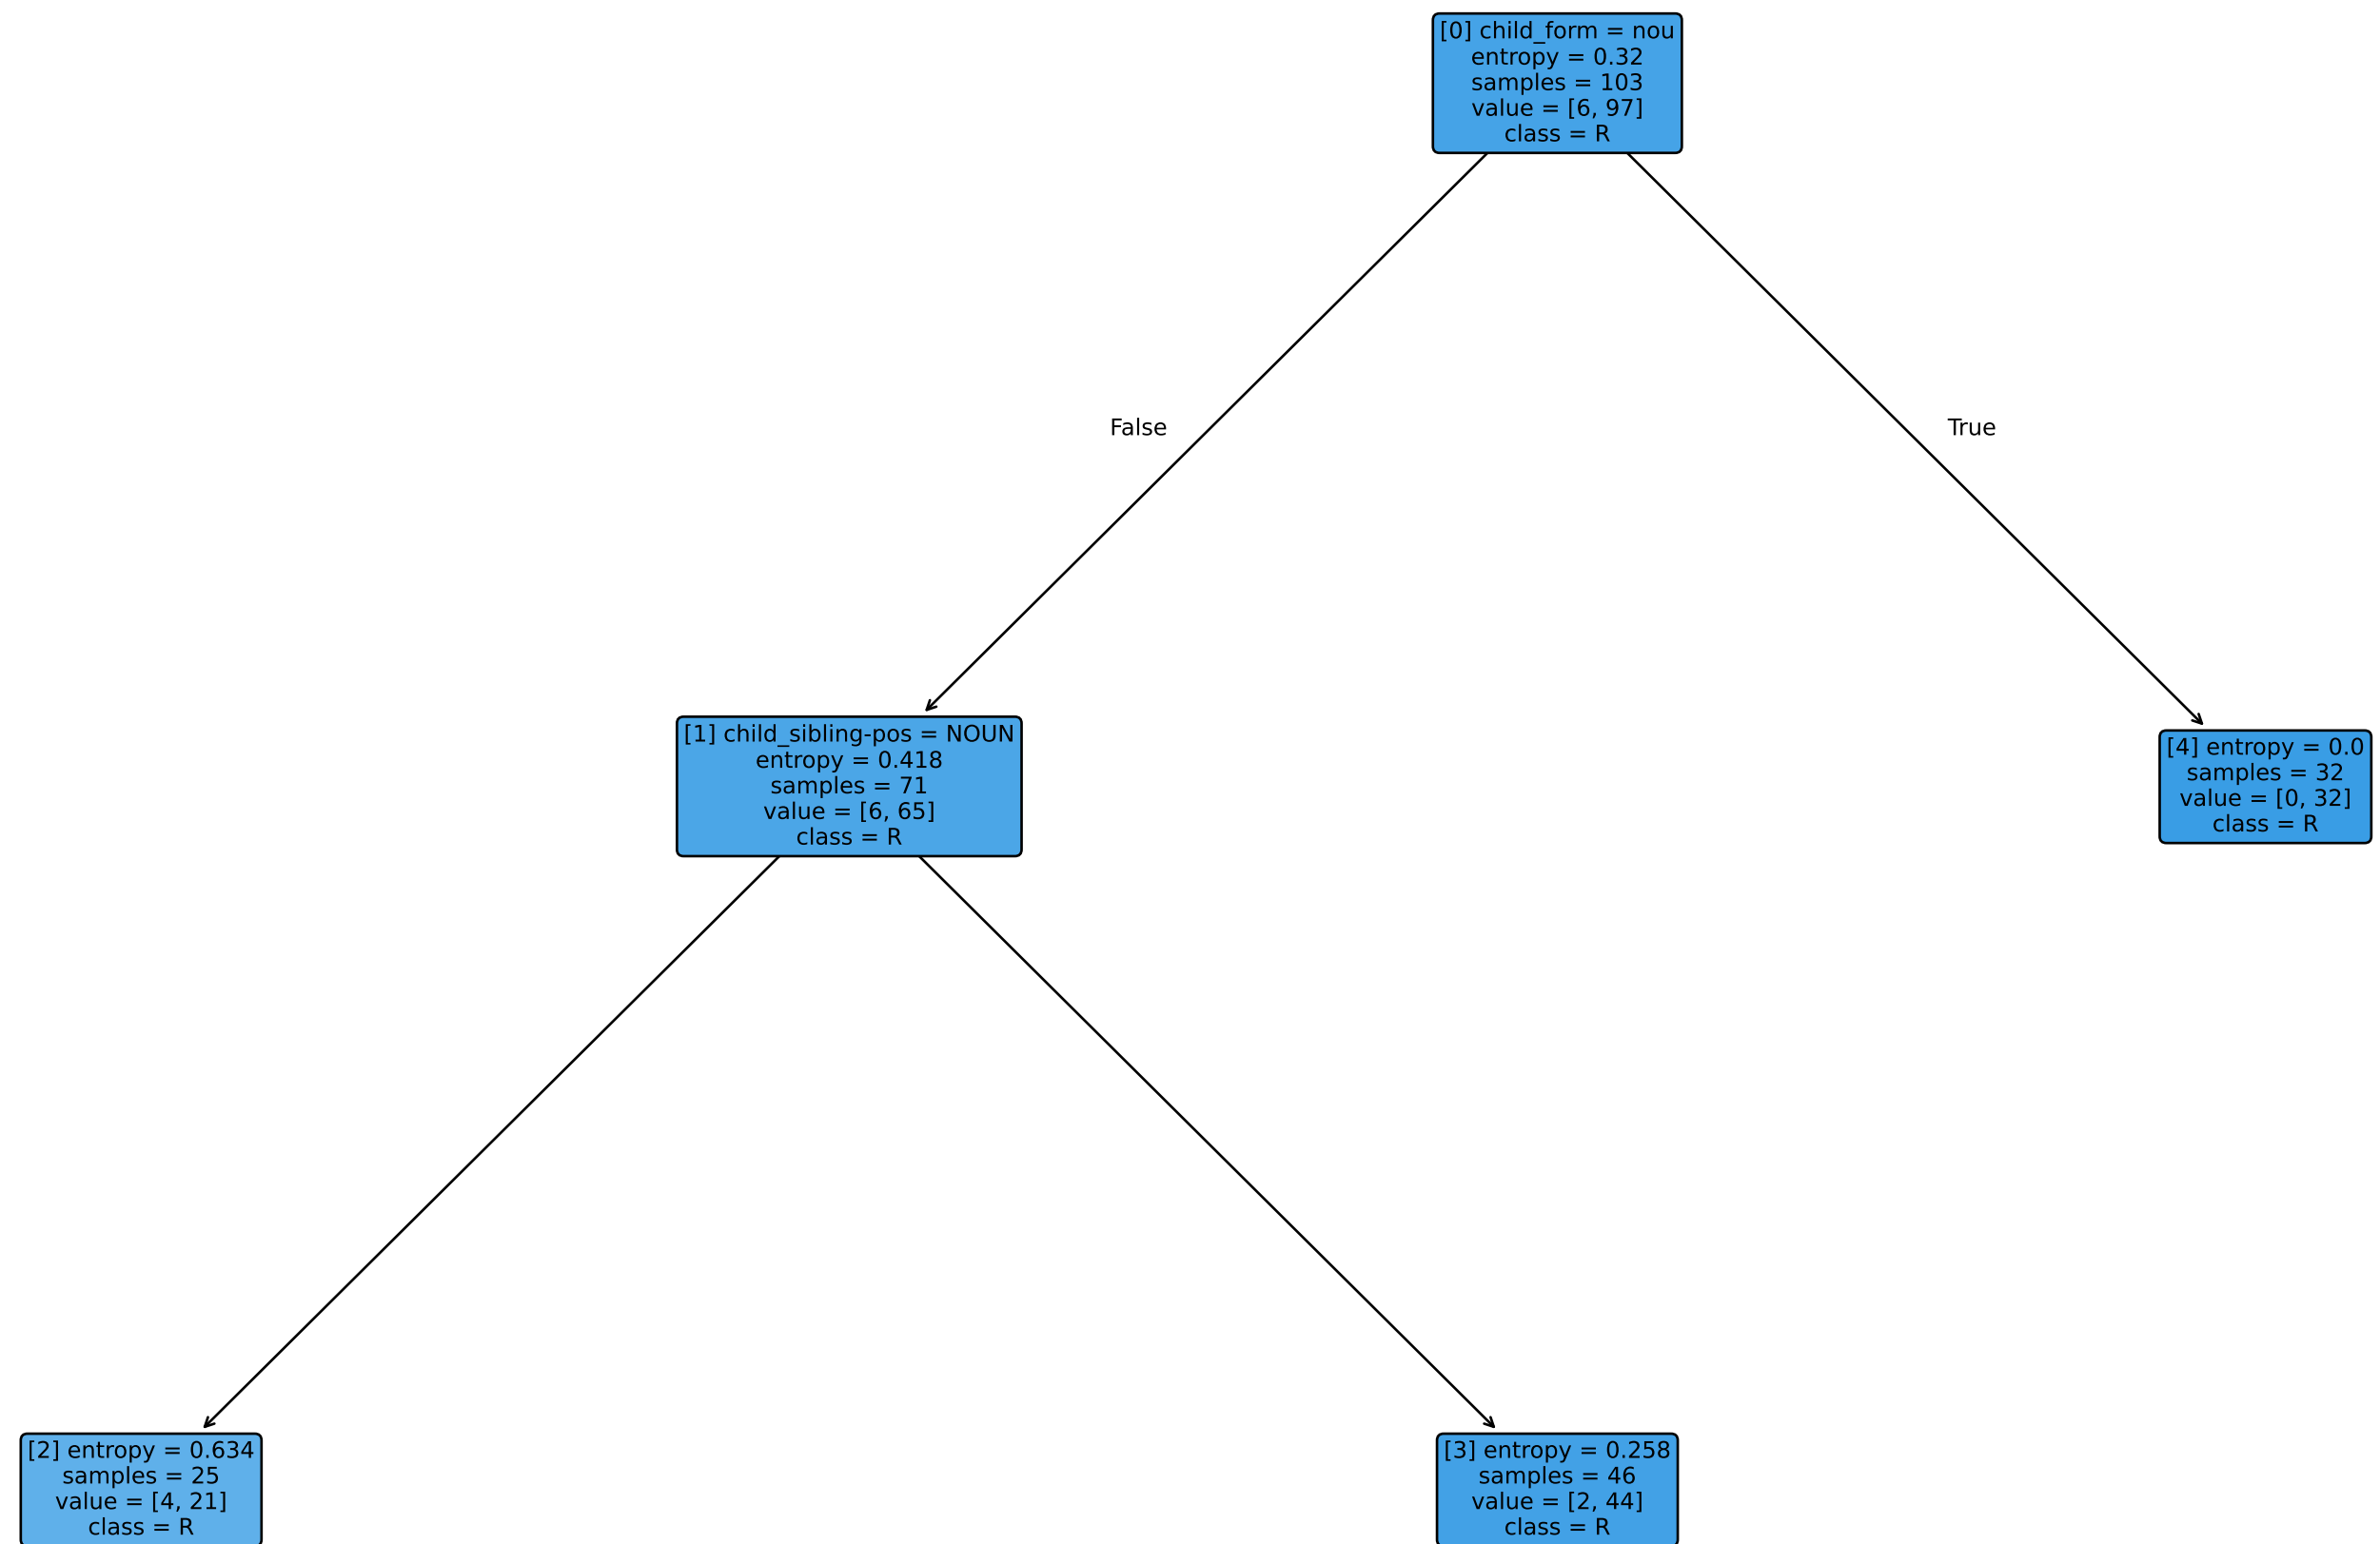 [0] child_form = nou
entropy = 0.32
samples = 103
value = [6, 97]
class = R
False
True
[1] child_sibling-pos = NOUN
entropy = 0.418
samples = 71
value = [6, 65]
class = R
[4] entropy = 0.0
samples = 32
value = [0, 32]
class = R
[2] entropy = 0.634
samples = 25
value = [4, 21]
class = R
[3] entropy = 0.258
samples = 46
value = [2, 44]
class = R